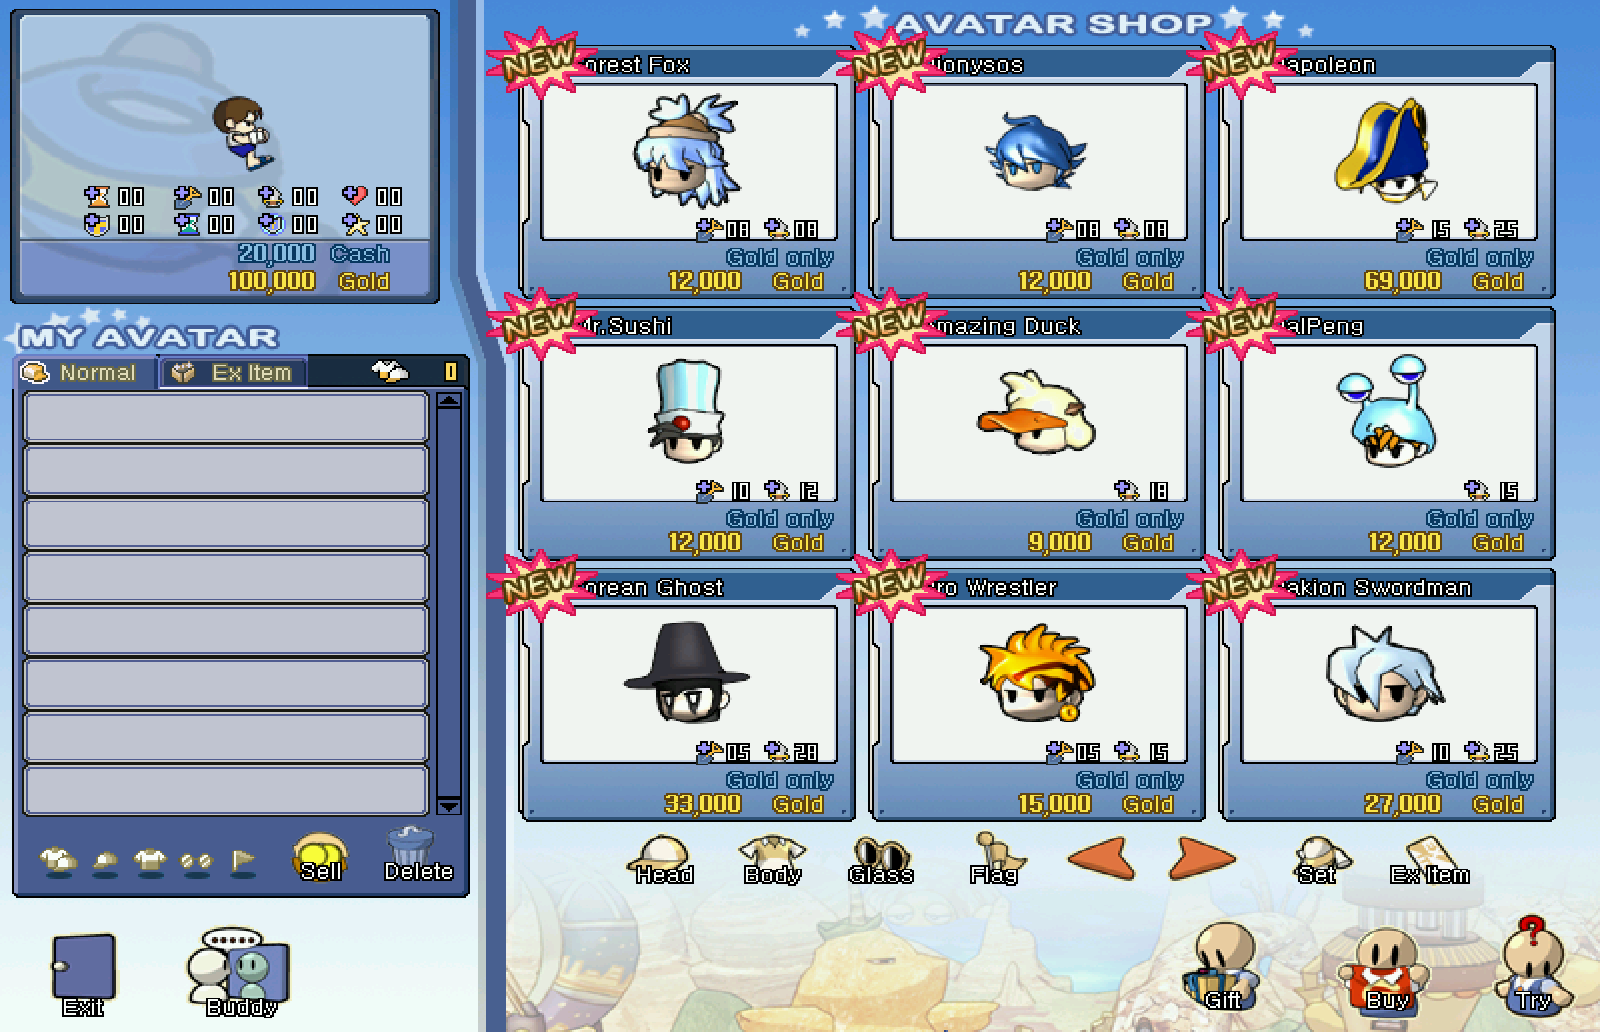 AVATAR SHOP
00 00 00 00
00 00 00 00
20,000 Cash
100,000 Gold
MY AVATAR
Normal
Ex Item
0
Sell
Delete
Exit
Buddy
NEW
orest Fox
08 08
Gold only
12,000 Gold
NEW
ionysos
08 08
Gold only
12,000 Gold
NEW
apoleon
15 25
Gold only
69,000 Gold
NEW
Mr.Sushi
10 12
Gold only
12,000 Gold
NEW
mazing Duck
18
Gold only
9,000 Gold
NEW
alPeng
15
Gold only
12,000 Gold
NEW
orean Ghost
05 28
Gold only
33,000 Gold
NEW
ro Wrestler
05 15
Gold only
15,000 Gold
NEW
akion Swordman
10 25
Gold only
27,000 Gold
Head
Body
Glass
Flag
Set
Ex Item
Gift
Buy
?
Try